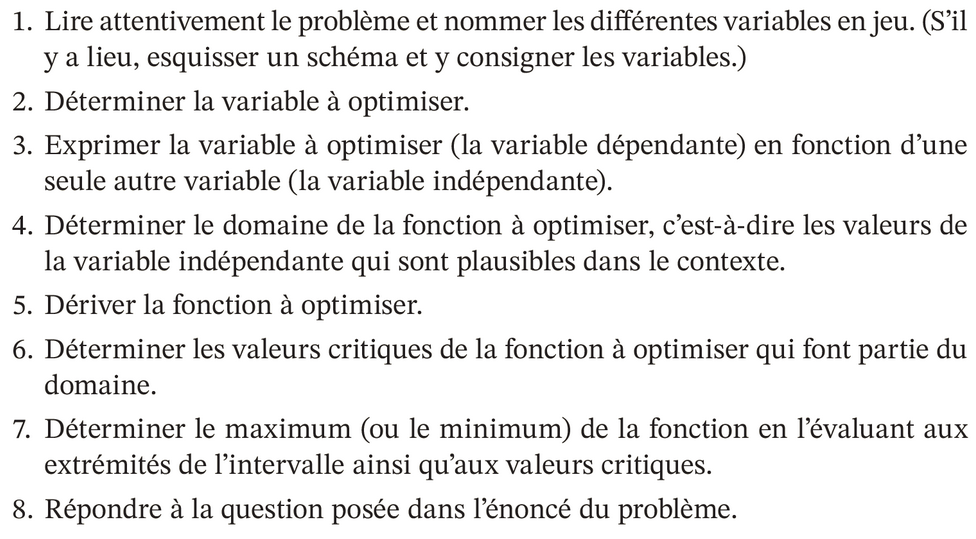 1. Lire attentivement le problème et nommer les différentes variables en jeu. (S’il
y a lieu, esquisser un schéma et y consigner les variables.)
2. Déterminer la variable à optimiser.
3. Exprimer la variable à optimiser (la variable dépendante) en fonction d’une
seule autre variable (la variable indépendante).
4. Déterminer le domaine de la fonction à optimiser, c’est-à-dire les valeurs de
la variable indépendante qui sont plausibles dans le contexte.
5. Dériver la fonction à optimiser.
6. Déterminer les valeurs critiques de la fonction à optimiser qui font partie du
domaine.
7. Déterminer le maximum (ou le minimum) de la fonction en l’évaluant aux
extrémités de l’intervalle ainsi qu’aux valeurs critiques.
8. Répondre à la question posée dans l’énoncé du problème.